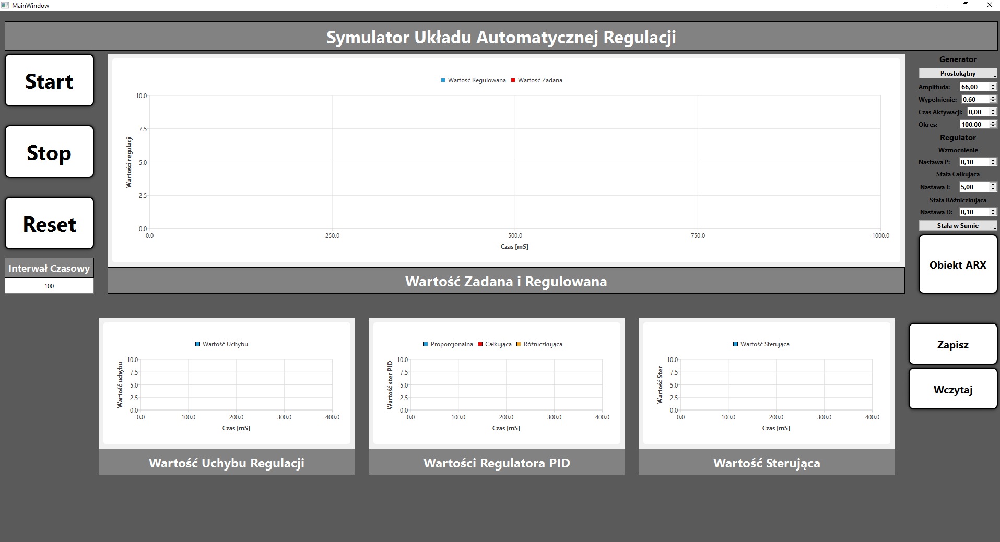 MainWindow
Symulator Układu Automatycznej Regulacji
Start
Stop
Reset
Interwał Czasowy
100
Wartość Regulowana Wartość Zadana
Wartości regulacji
10.0
7.5
5.0
2.5
0.0
0.0 250.0 500.0 750.0 1000.0
Czas [mS]
Wartość Zadana i Regulowana
Generator
Prostokątny
Amplituda: 66,00
Wypełnienie: 0,60
Czas Aktywacji: 0,00
Okres: 100,00
Regulator
Wzmocnienie
Nastawa P: 0,10
Stała Całkująca
Nastawa I: 5,00
Stała Różniczkująca
Nastawa D: 0,10
Stała w Sumie
Obiekt ARX
Wartość Uchybu
Wartość uchybu
10.0
7.5
5.0
2.5
0.0
0.0 100.0 200.0 300.0 400.0
Czas [mS]
Wartość Uchybu Regulacji
Proporcjonalna Całkująca Różniczkująca
Wartość ster PID
10.0
7.5
5.0
2.5
0.0
0.0 100.0 200.0 300.0 400.0
Czas [mS]
Wartości Regulatora PID
Wartość Sterująca
Wartość Ster
10.0
7.5
5.0
2.5
0.0
0.0 100.0 200.0 300.0 400.0
Czas [mS]
Wartość Sterująca
Zapisz
Wczytaj